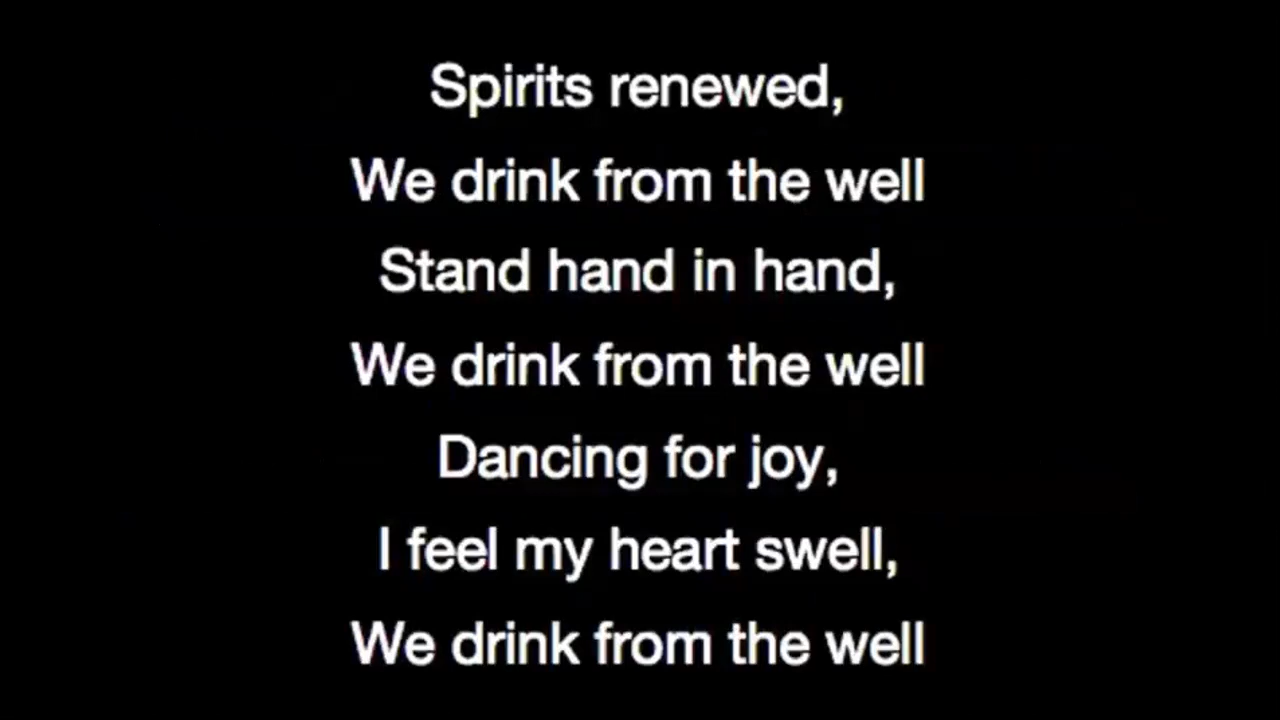 Spirits renewed,
We drink from the well
Stand hand in hand,
We drink from the well
Dancing for joy,
I feel my heart swell,
We drink from the well